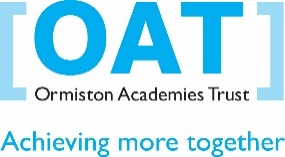 [OAT]
Ormiston Academies Trust
Achieving more together